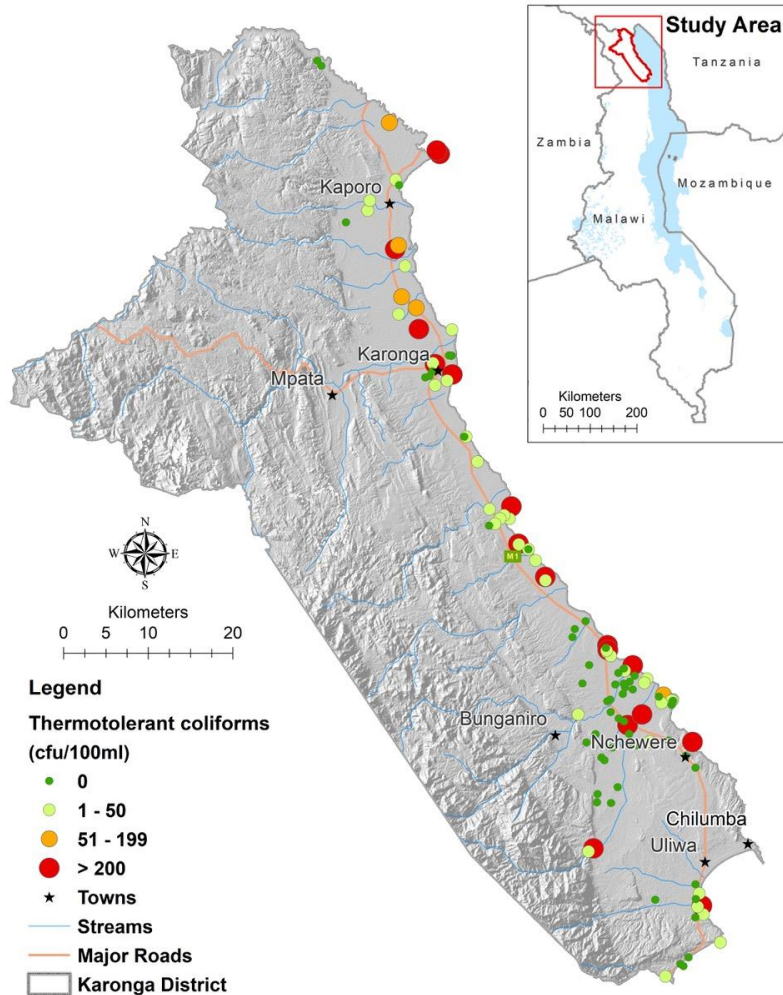 Study Area
Tanzania
Zambia
Mozambique
Malawi
Kilometers
0 50 100 200
Kaporo
Karonga
Mpata
N
W E
S
M1
Kilometers
0 5 10 20
Bunganiro
Nchewere
Chilumba
Uliwa
Legend
Thermotolerant coliforms
(cfu/100ml)
0
1 - 50
51 - 199
> 200
Towns
Streams
Major Roads
Karonga District